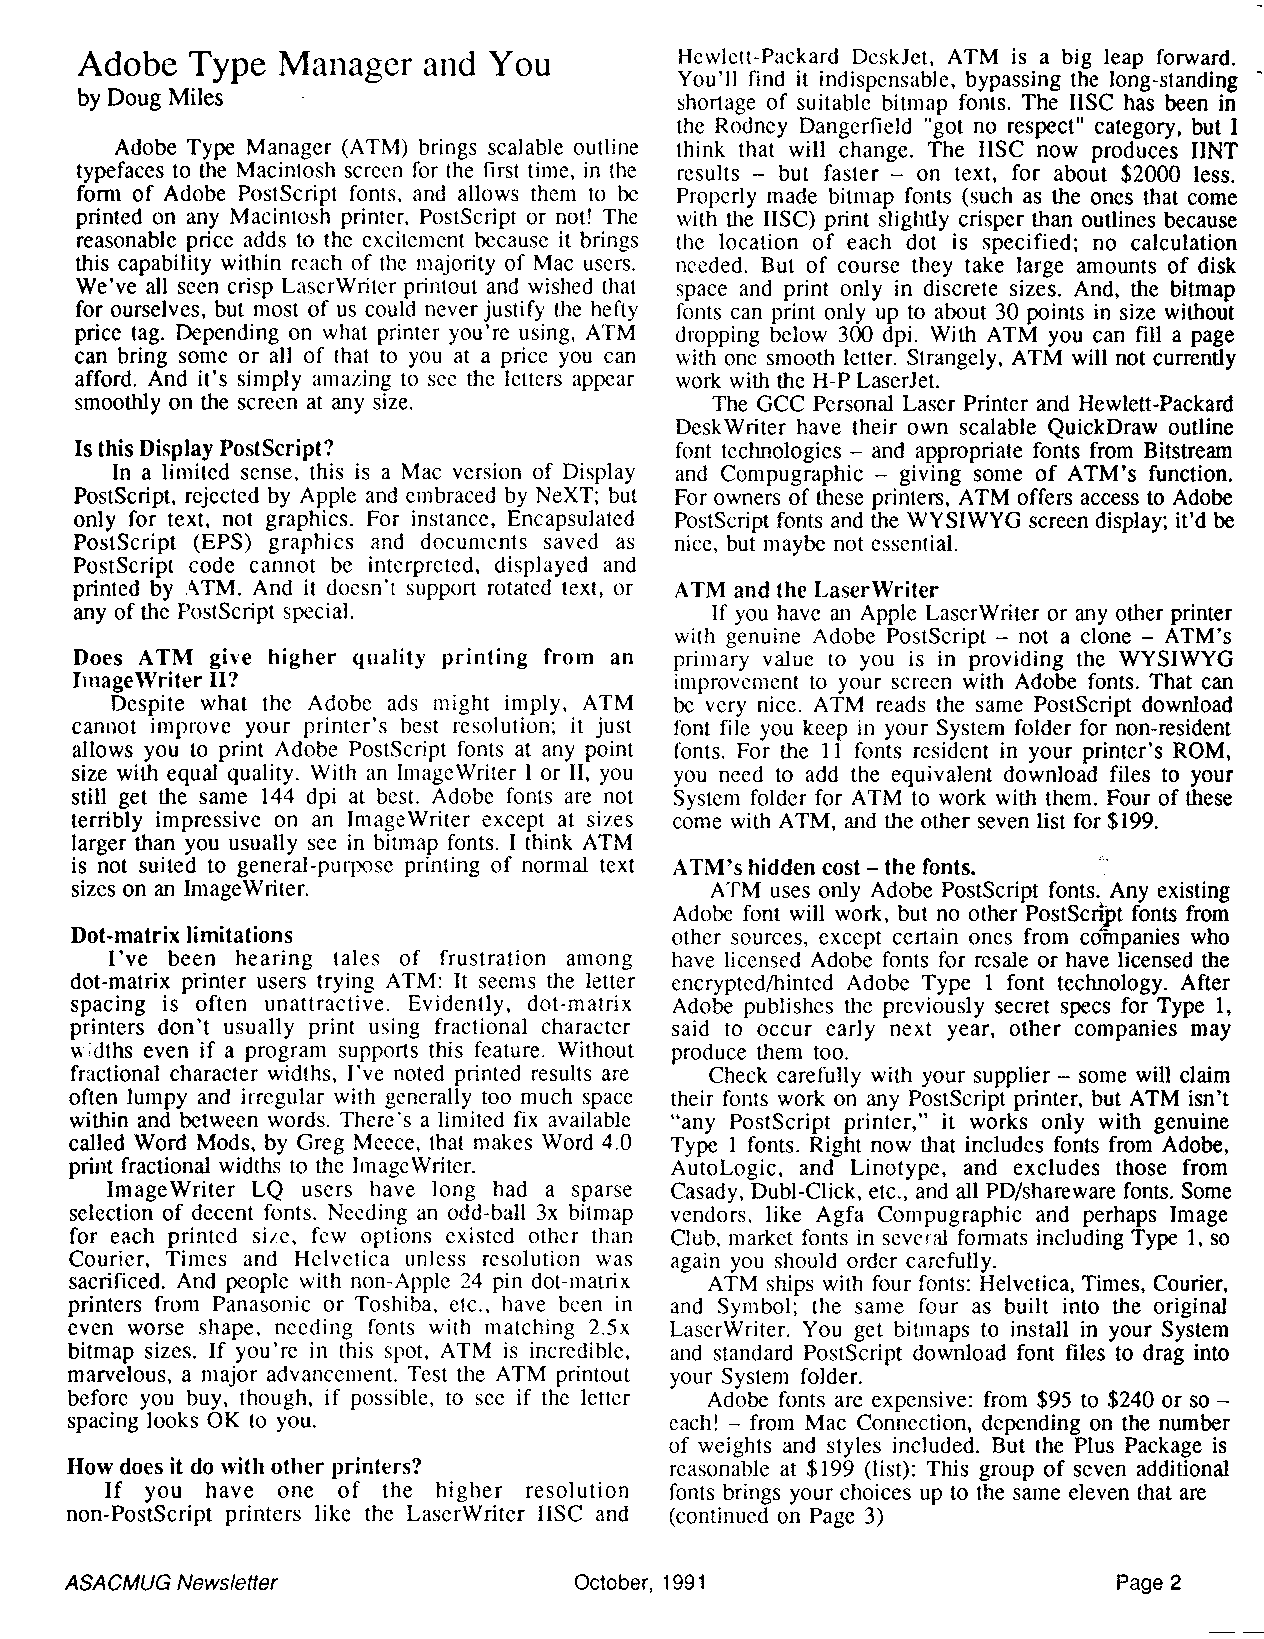 Adobe Type Manager and You
by Doug Miles
Adobe Type Manager (ATM) brings scalable outline
typefaces to the Macintosh screen for the first time, in the
form of Adobe PostScript fonts, and allows them to be
printed on any Macintosh printer, PostScript or not! The
reasonable price adds to the excitement because it brings
this capability within reach of the majority of Mac users.
We've all seen crisp LaserWriter printout and wished that
for ourselves, but most of us could never justify the hefty
price tag. Depending on what printer you're using, ATM
can bring some or all of that to you at a price you can
afford. And it's simply amazing to see the letters appear
smoothly on the screen at any size.
Is this Display PostScript?
In a limited sense, this is a Mac version of Display
PostScript, rejected by Apple and embraced by NeXT; but
only for text, not graphics. For instance, Encapsulated
PostScript (EPS) graphics and documents saved as
PostScript code cannot be interpreted, displayed and
printed by ATM. And it doesn't support rotated text, or
any of the PostScript special.
Does ATM give higher quality printing from an
ImageWriter II?
Despite what the Adobe ads might imply, ATM
cannot improve your printer's best resolution; it just
allows you to print Adobe PostScript fonts at any point
size with equal quality. With an ImageWriter I or II, you
still get the same 144 dpi at best. Adobe fonts are not
terribly impressive on an ImageWriter except at sizes
larger than you usually see in bitmap fonts. I think ATM
is not suited to general-purpose printing of normal text
sizes on an ImageWriter.
Dot-matrix limitations
I've been hearing tales of frustration among
dot-matrix printer users trying ATM: It seems the letter
spacing is often unattractive. Evidently, dot-matrix
printers don't usually print using fractional character
widths even if a program supports this feature. Without
fractional character widths, I've noted printed results are
often lumpy and irregular with generally too much space
within and between words. There's a limited fix available
called Word Mods, by Greg Meece, that makes Word 4.0
print fractional widths to the ImageWriter.
ImageWriter LQ users have long had a sparse
selection of decent fonts. Needing an odd-ball 3x bitmap
for each printed size, few options existed other than
Courier, Times and Helvetica unless resolution was
sacrificed. And people with non-Apple 24 pin dot-matrix
printers from Panasonic or Toshiba, etc., have been in
even worse shape, needing fonts with matching 2.5x
bitmap sizes. If you're in this spot, ATM is incredible,
marvelous, a major advancement. Test the ATM printout
before you buy, though, if possible, to see if the letter
spacing looks OK to you.
How does it do with other printers?
If you have one of the higher resolution
non-PostScript printers like the LaserWriter IISC and
Hewlett-Packard DeskJet, ATM is a big leap forward.
You'll find it indispensable, bypassing the long-standing
shortage of suitable bitmap fonts. The IISC has been in
the Rodney Dangerfield "got no respect" category, but I
think that will change. The IISC now produces IINT
results – but faster – on text, for about $2000 less.
Properly made bitmap fonts (such as the ones that come
with the IISC) print slightly crisper than outlines because
the location of each dot is specified; no calculation
needed. But of course they take large amounts of disk
space and print only in discrete sizes. And, the bitmap
fonts can print only up to about 30 points in size without
dropping below 300 dpi. With ATM you can fill a page
with one smooth letter. Strangely, ATM will not currently
work with the H-P LaserJet.
The GCC Personal Laser Printer and Hewlett-Packard
DeskWriter have their own scalable QuickDraw outline
font technologies – and appropriate fonts from Bitstream
and Compugraphic – giving some of ATM's function.
For owners of these printers, ATM offers access to Adobe
PostScript fonts and the WYSIWYG screen display; it'd be
nice, but maybe not essential.
ATM and the LaserWriter
If you have an Apple LaserWriter or any other printer
with genuine Adobe PostScript – not a clone – ATM's
primary value to you is in providing the WYSIWYG
improvement to your screen with Adobe fonts. That can
be very nice. ATM reads the same PostScript download
font file you keep in your System folder for non-resident
fonts. For the 11 fonts resident in your printer's ROM,
you need to add the equivalent download files to your
System folder for ATM to work with them. Four of these
come with ATM, and the other seven list for $199.
ATM's hidden cost – the fonts.
ATM uses only Adobe PostScript fonts. Any existing
Adobe font will work, but no other PostScript fonts from
other sources, except certain ones from companies who
have licensed Adobe fonts for resale or have licensed the
encrypted/hinted Adobe Type 1 font technology. After
Adobe publishes the previously secret specs for Type 1,
said to occur early next year, other companies may
produce them too.
Check carefully with your supplier – some will claim
their fonts work on any PostScript printer, but ATM isn't
"any PostScript printer," it works only with genuine
Type 1 fonts. Right now that includes fonts from Adobe,
AutoLogic, and Linotype, and excludes those from
Casady, Dubl-Click, etc., and all PD/shareware fonts. Some
vendors, like Agfa Compugraphic and perhaps Image
Club, market fonts in several formats including Type 1, so
again you should order carefully.
ATM ships with four fonts: Helvetica, Times, Courier,
and Symbol; the same four as built into the original
LaserWriter. You get bitmaps to install in your System
and standard PostScript download font files to drag into
your System folder.
Adobe fonts are expensive: from $95 to $240 or so –
each! – from Mac Connection, depending on the number
of weights and styles included. But the Plus Package is
reasonable at $199 (list): This group of seven additional
fonts brings your choices up to the same eleven that are
(continued on Page 3)
ASACMUG Newsletter October, 1991 Page 2